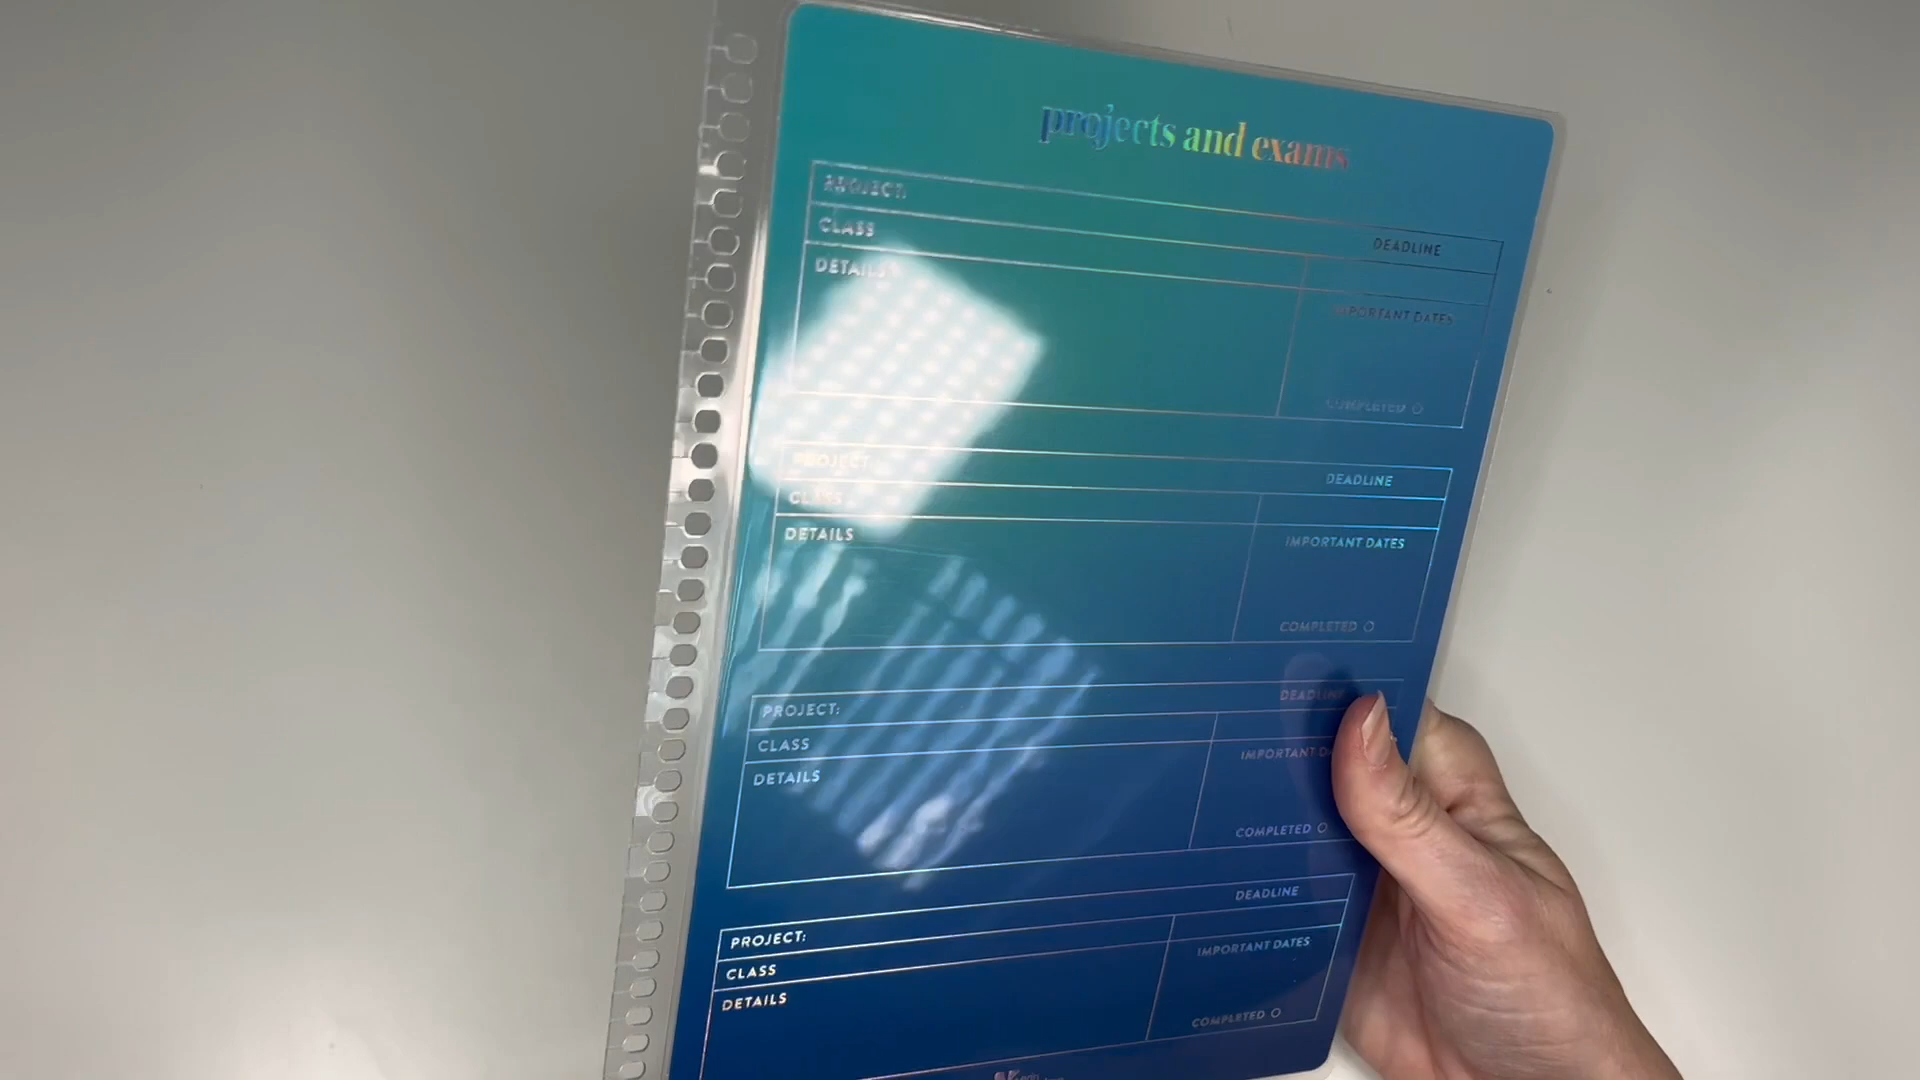 projects and exams
PROJECT:
DEADLINE
CLASS
DETAILS
IMPORTANT DATES
COMPLETED
PROJECT
DEADLINE
CLASS
DETAILS
IMPORTANT DATES
COMPLETED
PROJECT:
DEADLINE
CLASS
DETAILS
IMPORTANT
COMPLETED
PROJECT:
DEADLINE
CLASS
DETAILS
IMPORTANT DATES
COMPLETED